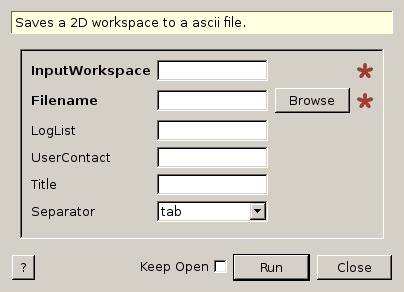 Saves a 2D workspace to a ascii file.
InputWorkspace
Filename
Browse
LogList
UserContact
Title
Separator tab
? Keep Open Run Close